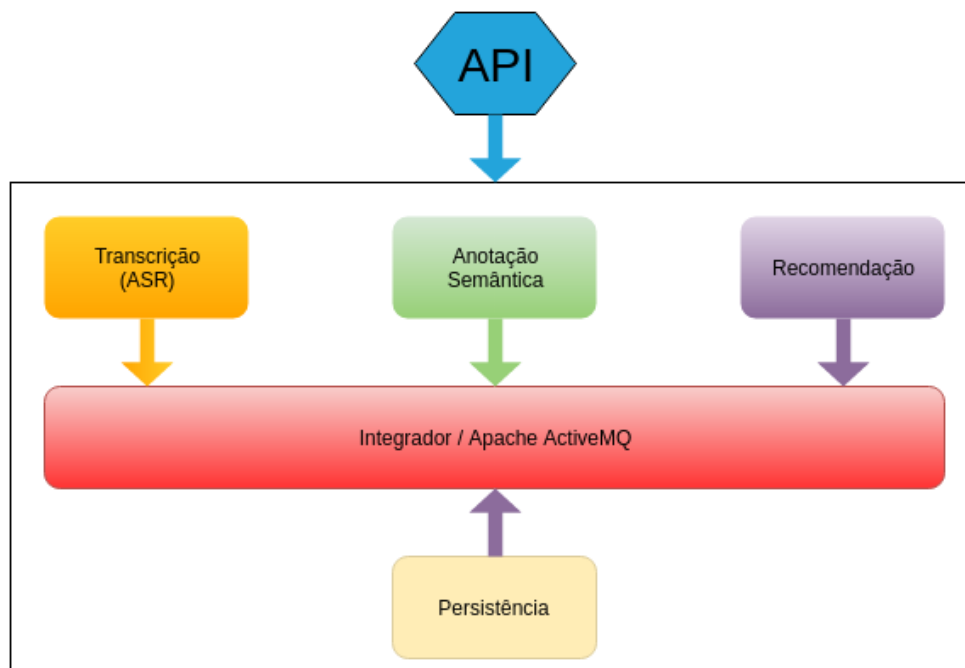 API
Transcrição
(ASR)
Anotação
Semântica
Recomendação
Integrador / Apache ActiveMQ
Persistência